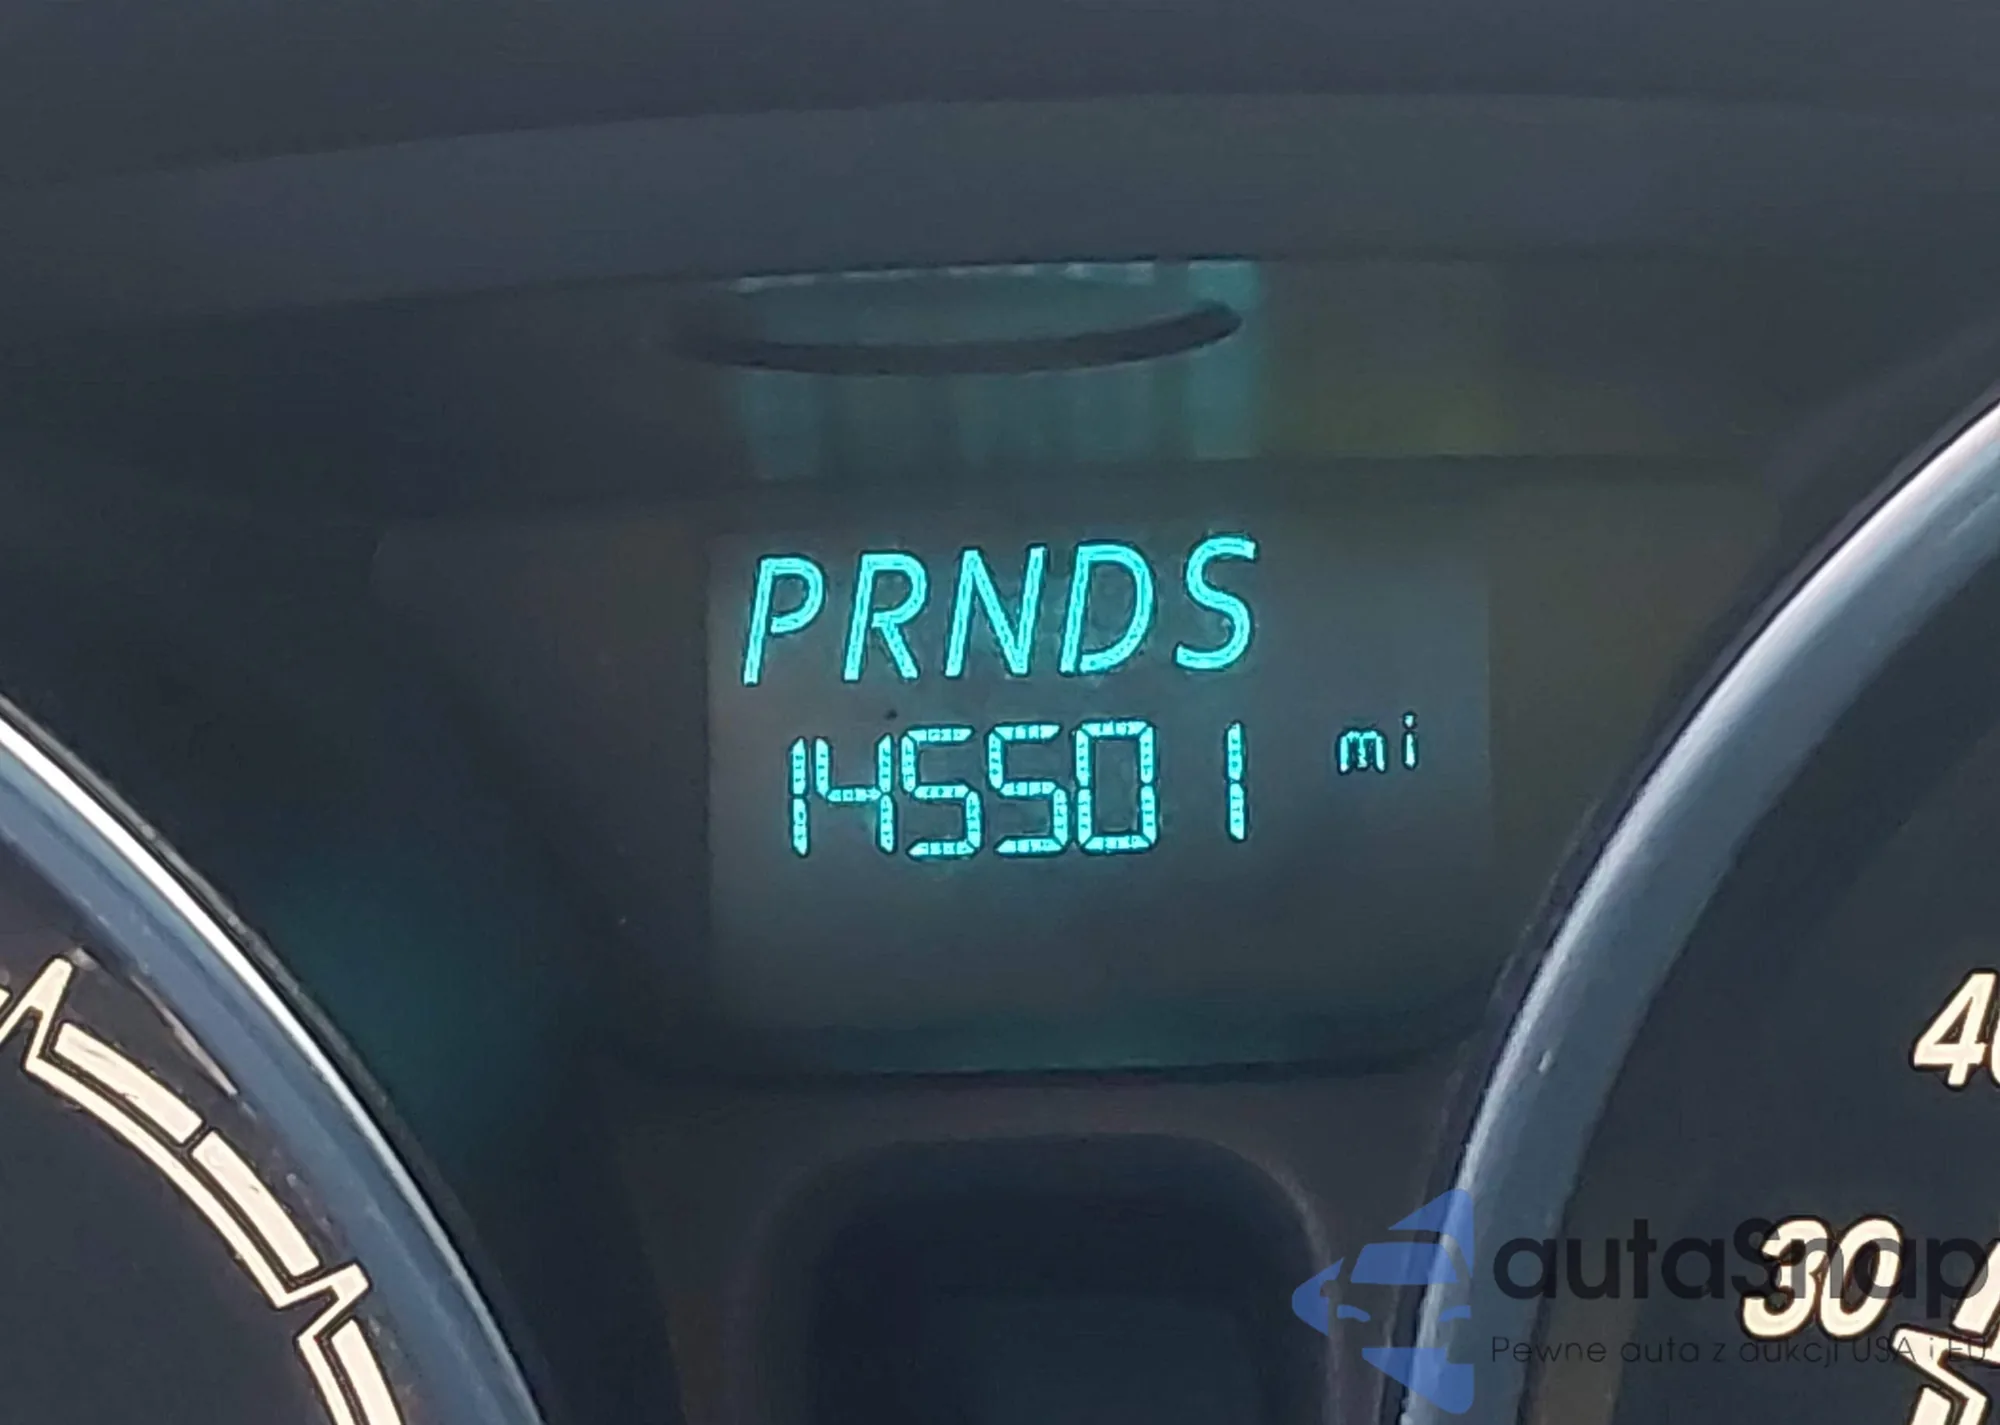 PRNDS
145501 mi
40
30
autaSnap
Pewne auta z aukcji USA i EU